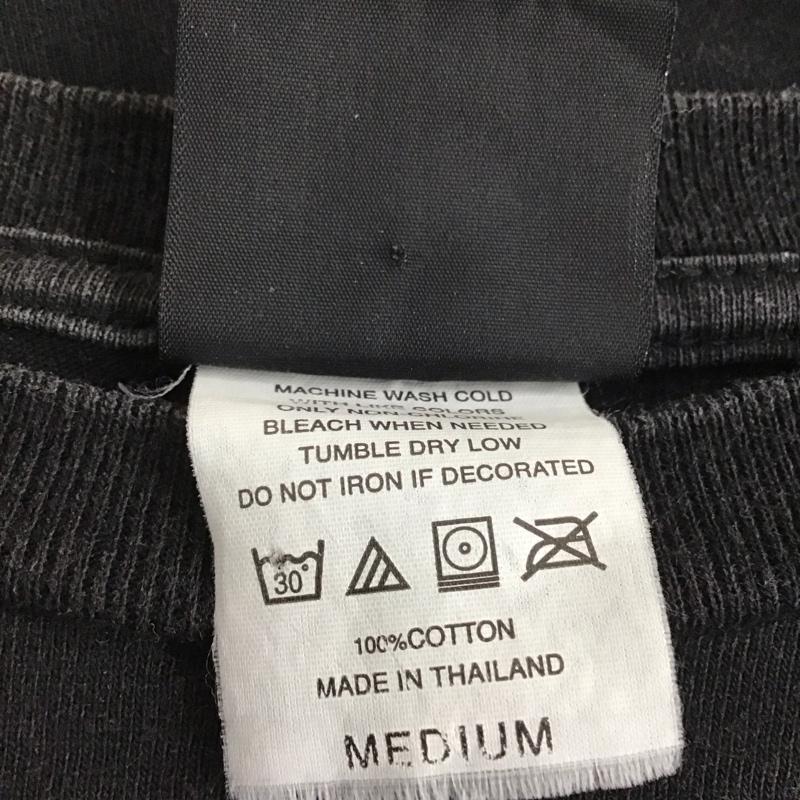 MACHINE WASH COLD
WITH LIKE COLORS
ONLY NON-CHLORINE
BLEACH WHEN NEEDED
TUMBLE DRY LOW
DO NOT IRON IF DECORATED
30°
100%COTTON
MADE IN THAILAND
MEDIUM